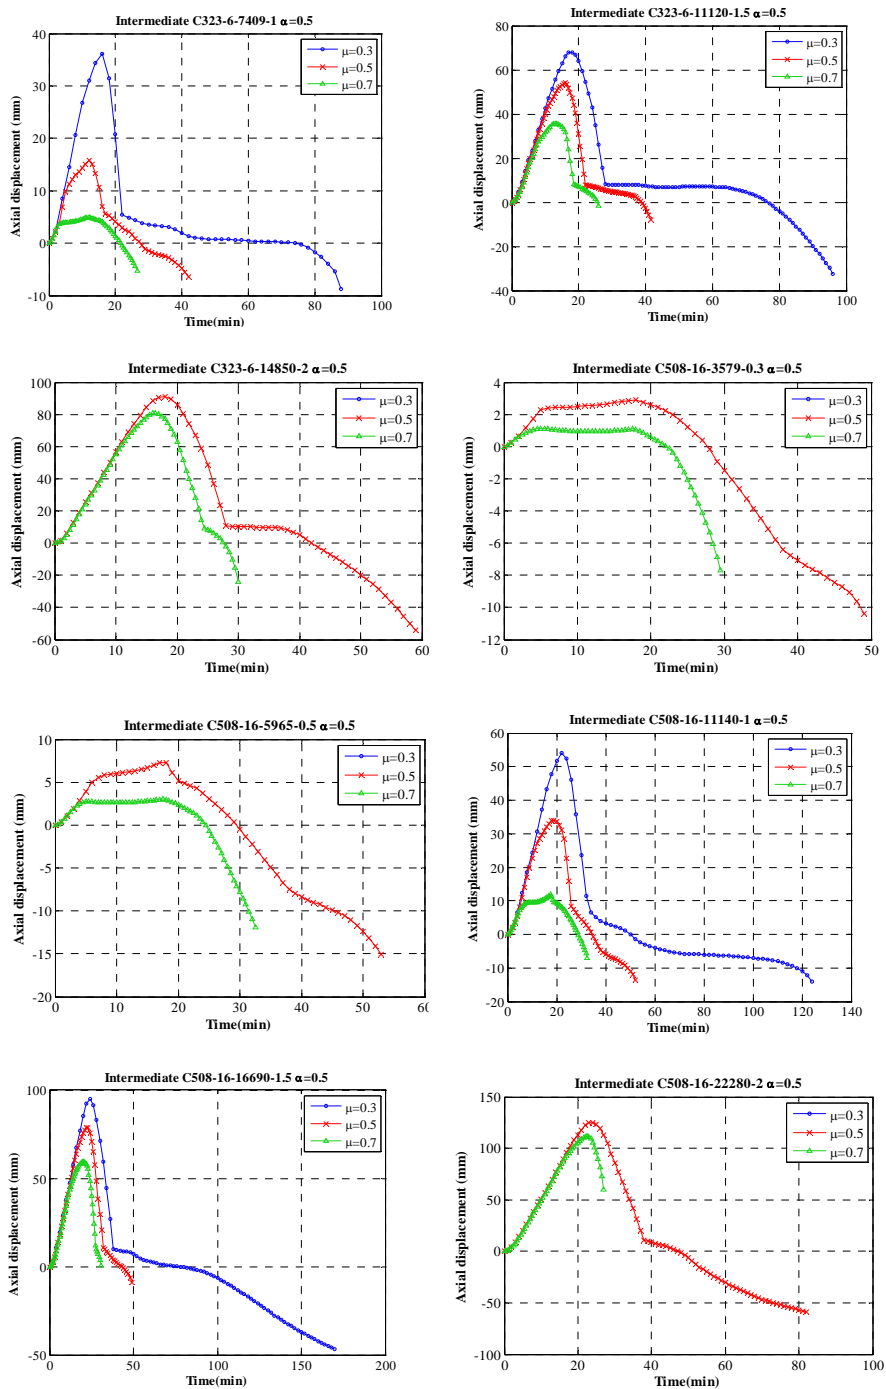 Intermediate C323-6-7409-1 α=0.5
40
30
20
10
0
-10
Axial displacement (mm)
0 20 40 60 80 100
Time(min)
μ=0.3
μ=0.5
μ=0.7
Intermediate C323-6-11120-1.5 α=0.5
80
60
40
20
0
-20
-40
Axial displacement (mm)
0 20 40 60 80 100
Time(min)
μ=0.3
μ=0.5
μ=0.7
Intermediate C323-6-14850-2 α=0.5
100
80
60
40
20
0
-20
-40
-60
Axial displacement (mm)
0 10 20 30 40 50 60
Time(min)
μ=0.3
μ=0.5
μ=0.7
Intermediate C508-16-3579-0.3 α=0.5
4
2
0
-2
-4
-6
-8
-10
-12
Axial displacement (mm)
0 10 20 30 40 50
Time(min)
μ=0.3
μ=0.5
μ=0.7
Intermediate C508-16-5965-0.5 α=0.5
10
5
0
-5
-10
-15
-20
Axial displacement (mm)
0 10 20 30 40 50 60
Time(min)
μ=0.3
μ=0.5
μ=0.7
Intermediate C508-16-11140-1 α=0.5
60
50
40
30
20
10
0
-10
-20
Axial displacement (mm)
0 20 40 60 80 100 120 140
Time(min)
μ=0.3
μ=0.5
μ=0.7
Intermediate C508-16-16690-1.5 α=0.5
100
50
0
-50
Axial displacement (mm)
0 50 100 150 200
Time(min)
μ=0.3
μ=0.5
μ=0.7
Intermediate C508-16-22280-2 α=0.5
150
100
50
0
-50
-100
Axial displacement (mm)
0 20 40 60 80 100
Time(min)
μ=0.3
μ=0.5
μ=0.7